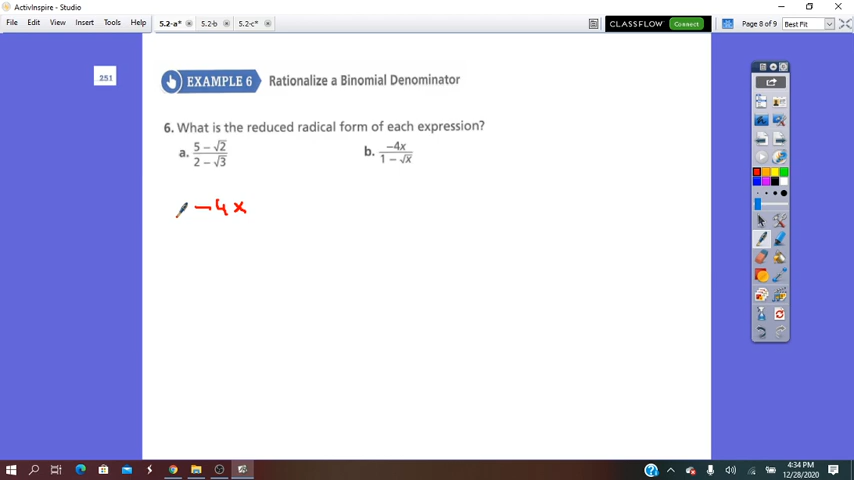 ActivInspire - Studio
File Edit View Insert Tools Help
5.2-a* 5.2-b 5.2-c*
CLASSFLOW Connect
Page 8 of 9
Best Fit
251
EXAMPLE 6 Rationalize a Binomial Denominator
6. What is the reduced radical form of each expression?
a. (5 − √2)/(2 − √3) b. (−4x)/(1 − √x)
−4x
4:34 PM
12/28/2020